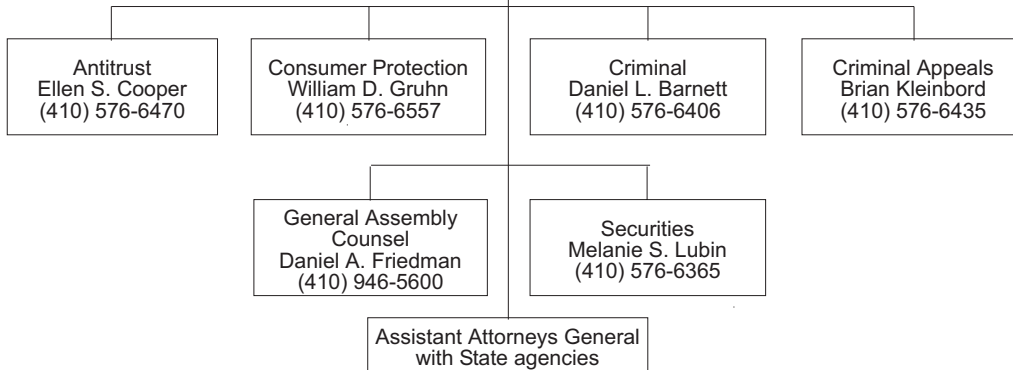 Antitrust
Ellen S. Cooper
(410) 576-6470
Consumer Protection
William D. Gruhn
(410) 576-6557
Criminal
Daniel L. Barnett
(410) 576-6406
Criminal Appeals
Brian Kleinbord
(410) 576-6435
General Assembly
Counsel
Daniel A. Friedman
(410) 946-5600
Securities
Melanie S. Lubin
(410) 576-6365
Assistant Attorneys General
with State agencies